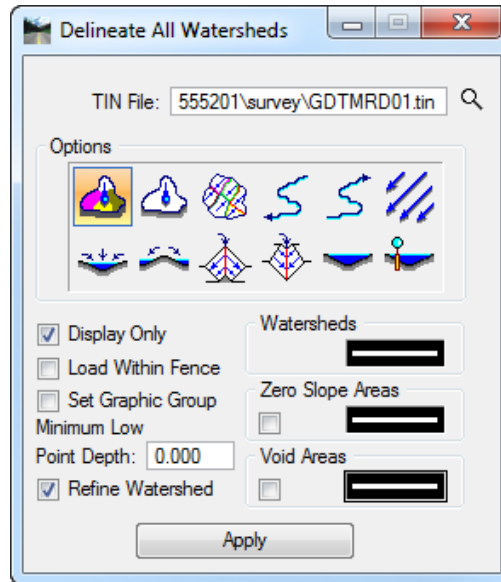 Delineate All Watersheds
TIN File: 555201\survey\GDTMRD01.tin
Options
Display Only
Load Within Fence
Set Graphic Group
Minimum Low
Point Depth: 0.000
Refine Watershed
Watersheds
Zero Slope Areas
Void Areas
Apply